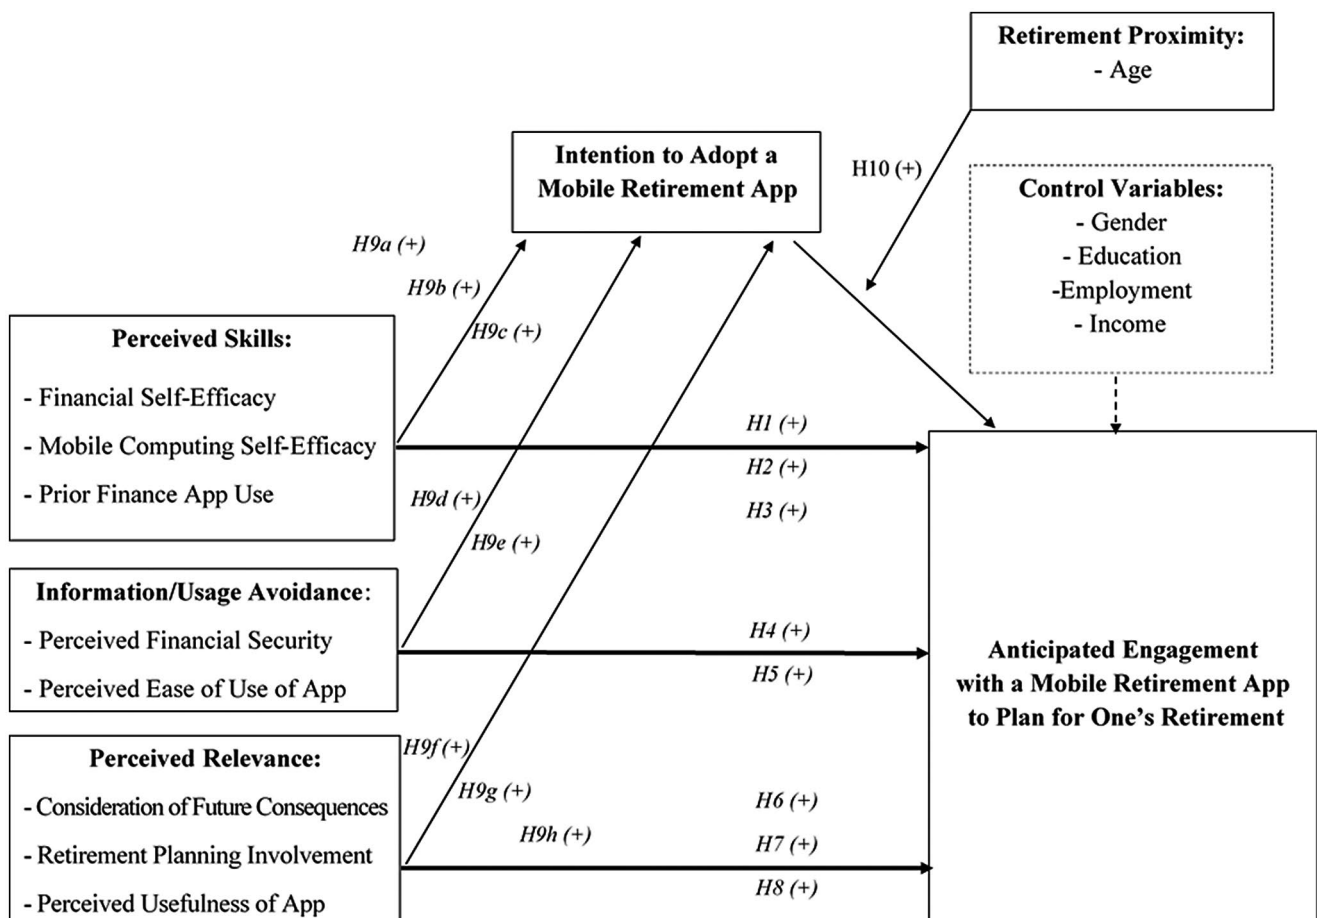 Retirement Proximity:
- Age
Intention to Adopt a
Mobile Retirement App
H10 (+)
Control Variables:
- Gender
- Education
-Employment
- Income
H9a (+)
H9b (+)
H9c (+)
Perceived Skills:
- Financial Self-Efficacy
- Mobile Computing Self-Efficacy
- Prior Finance App Use
H1 (+)
H2 (+)
H3 (+)
H9d (+)
H9e (+)
Information/Usage Avoidance:
- Perceived Financial Security
- Perceived Ease of Use of App
H4 (+)
H5 (+)
Anticipated Engagement
with a Mobile Retirement App
to Plan for One’s Retirement
Perceived Relevance:
- Consideration of Future Consequences
- Retirement Planning Involvement
- Perceived Usefulness of App
H9f (+)
H9g (+)
H9h (+)
H6 (+)
H7 (+)
H8 (+)